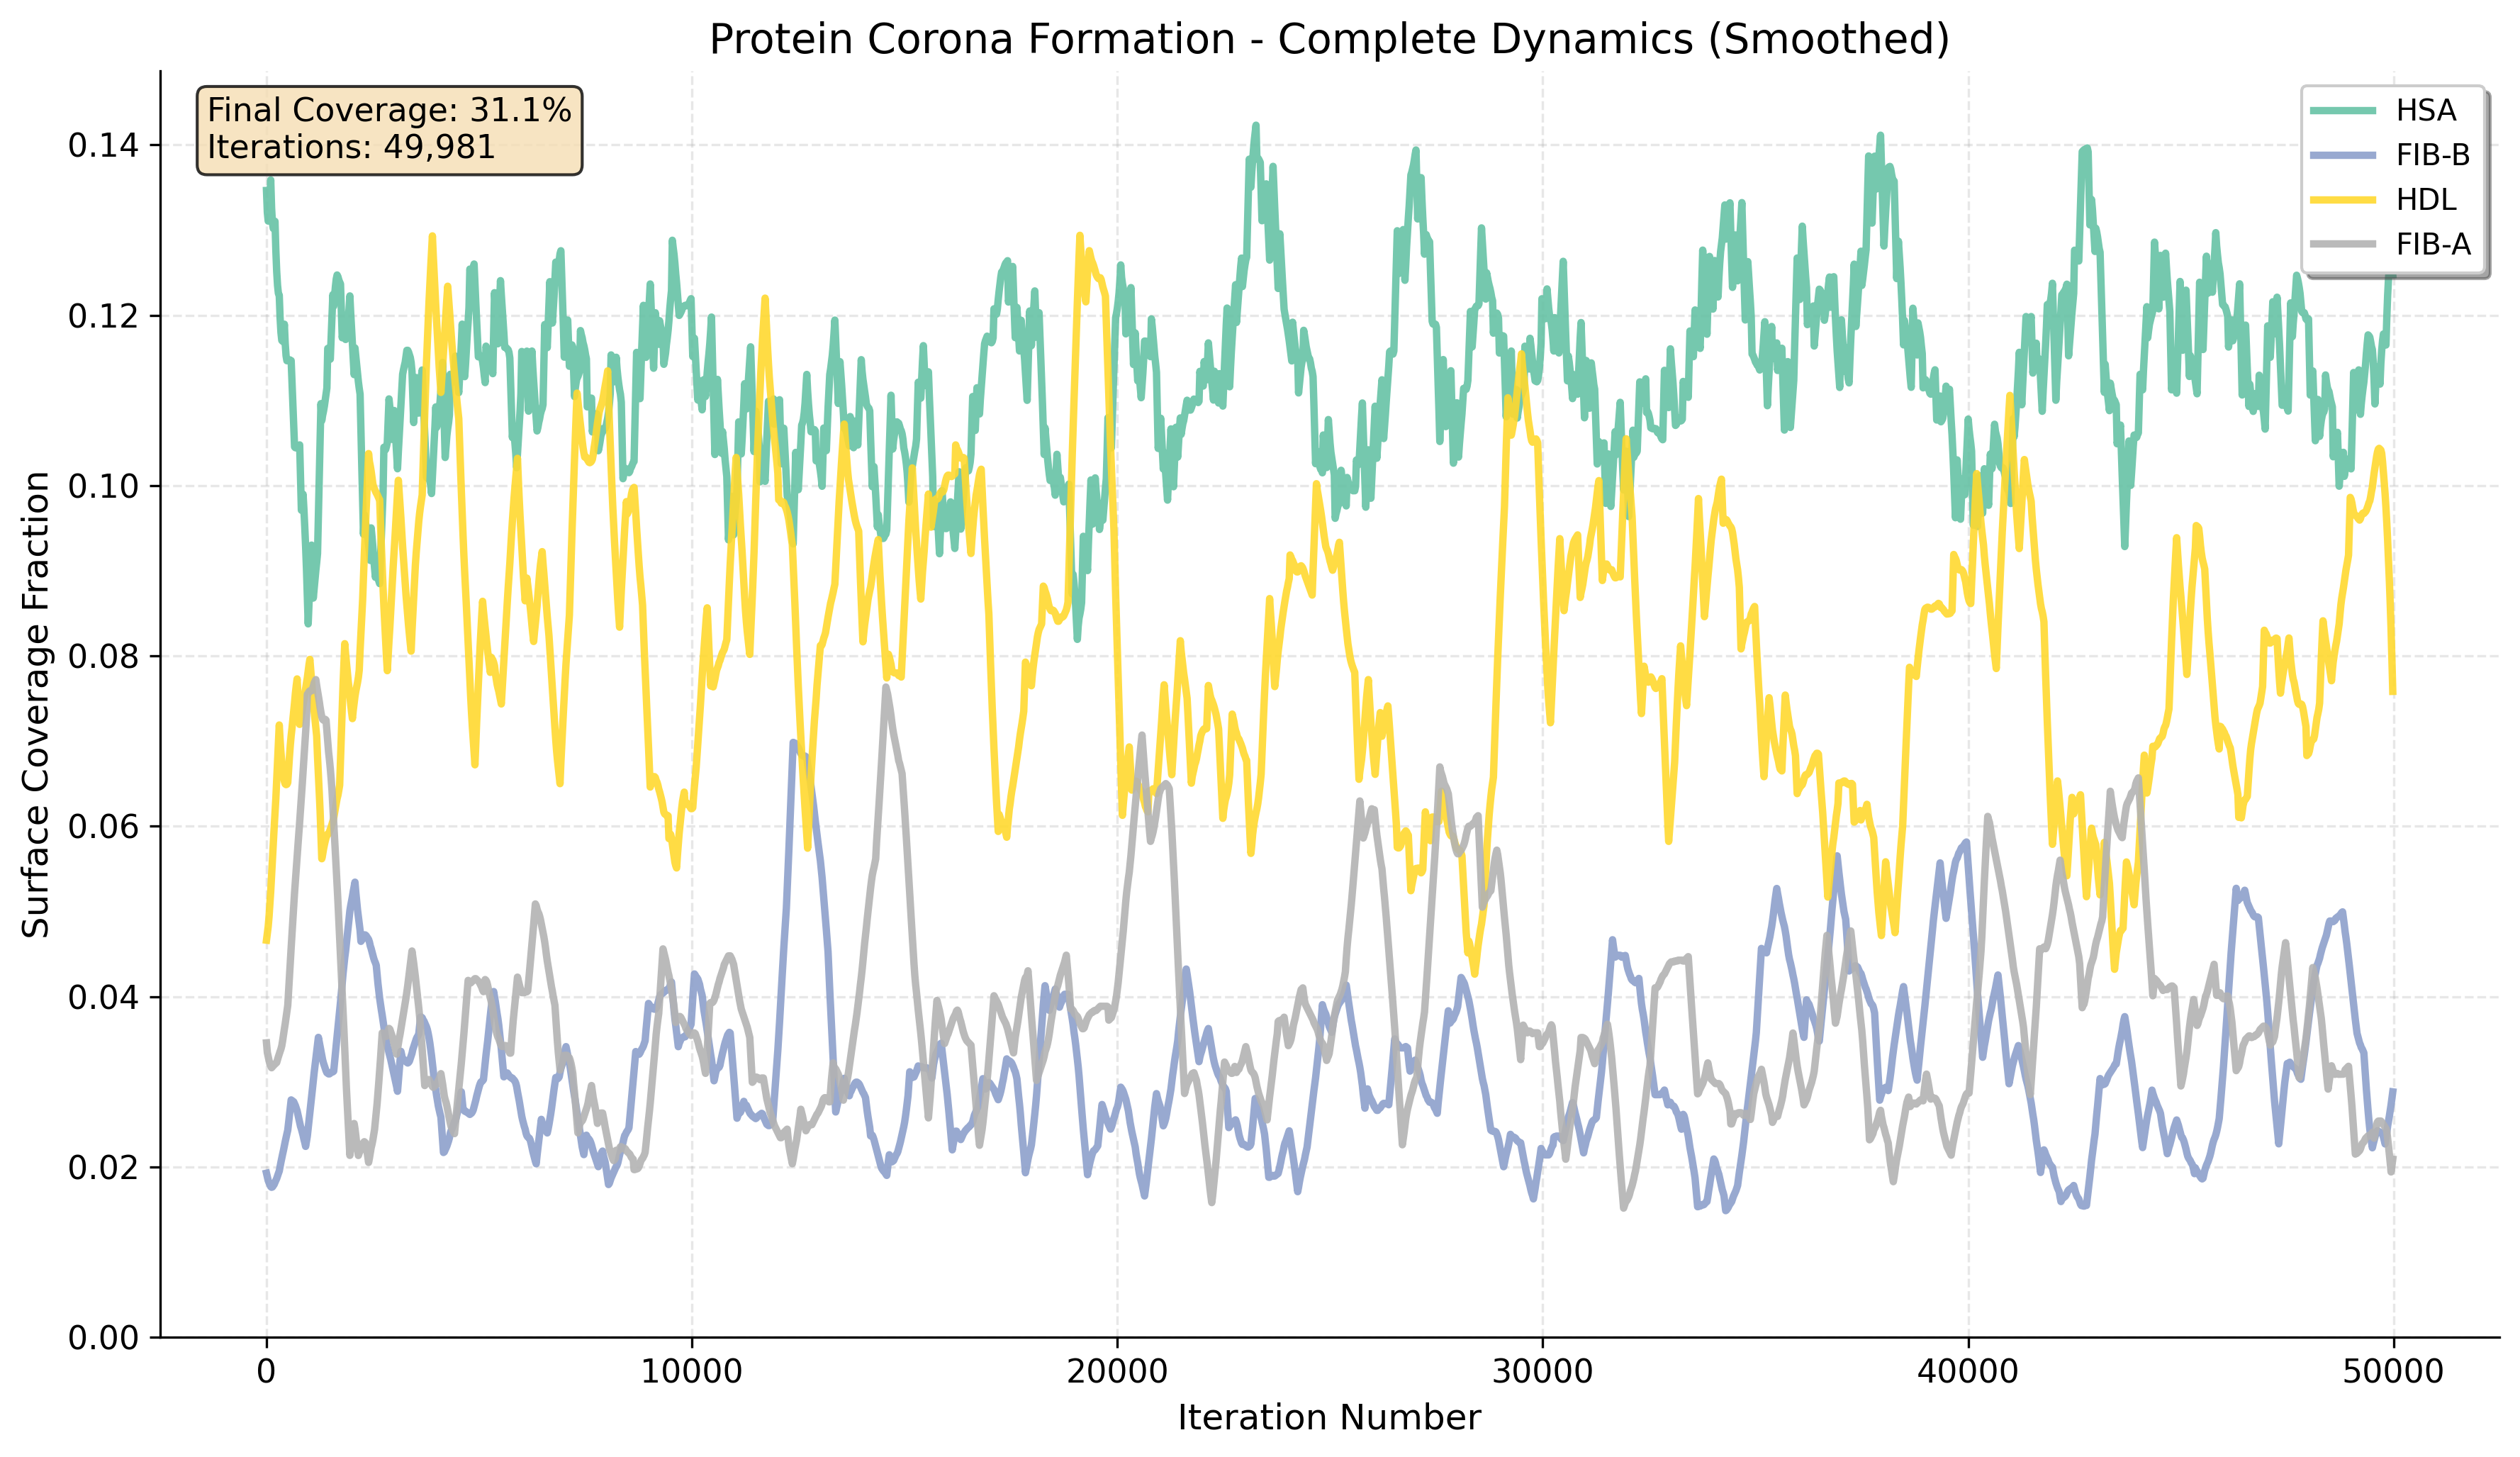 Protein Corona Formation - Complete Dynamics (Smoothed)
Final Coverage: 31.1%
Iterations: 49,981
HSA
FIB-B
HDL
FIB-A
Surface Coverage Fraction
0.14
0.12
0.10
0.08
0.06
0.04
0.02
0.00
0
10000
20000
30000
40000
50000
Iteration Number